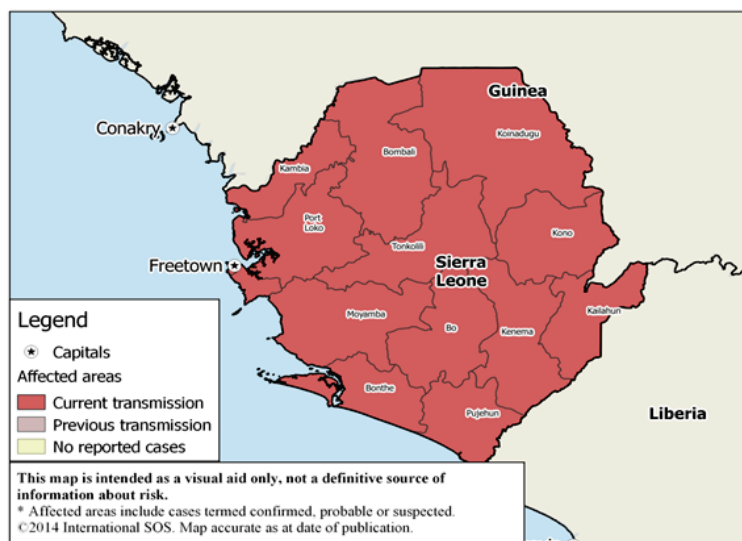 Guinea
Conakry
Koinadugu
Bombali
Kambia
Port
Loko
Kono
Tonkolili
Freetown
Sierra
Leone
Kailahun
Moyamba
Bo
Kenema
Bonthe
Pujehun
Liberia
Legend
Capitals
Affected areas
Current transmission
Previous transmission
No reported cases
This map is intended as a visual aid only, not a definitive source of
information about risk.
* Affected areas include cases termed confirmed, probable or suspected.
©2014 International SOS. Map accurate as at date of publication.